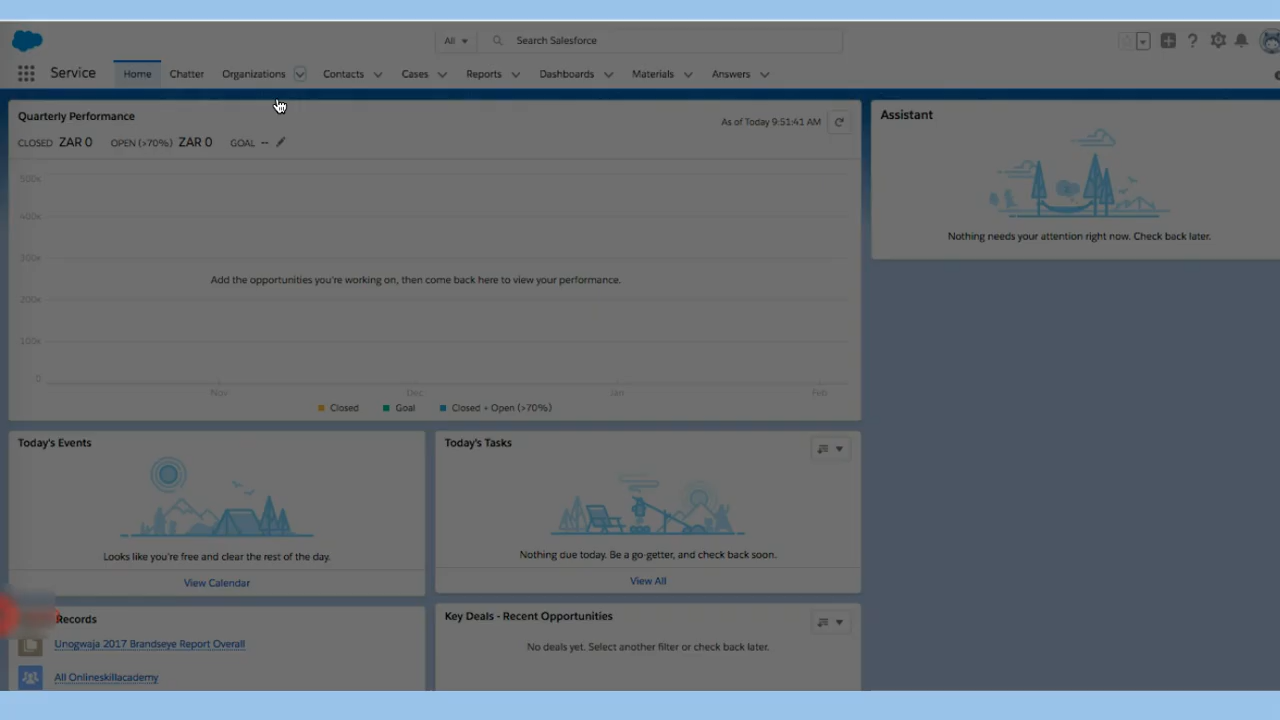 All
Search Salesforce
Service
Home
Chatter
Organizations
Contacts
Cases
Reports
Dashboards
Materials
Answers
Quarterly Performance
As of Today 9:51:41 AM
CLOSED ZAR 0 OPEN (>70%) ZAR 0 GOAL --
500k
400k
300k
200k
100k
0
Add the opportunities you're working on, then come back here to view your performance.
Nov
Dec
Jan
Feb
Closed
Goal
Closed + Open (>70%)
Assistant
Nothing needs your attention right now. Check back later.
Today's Events
Looks like you're free and clear the rest of the day.
View Calendar
Today's Tasks
Nothing due today. Be a go-getter, and check back soon.
View All
Records
Unogwaja 2017 Brandseye Report Overall
All Onlineskillacademy
Key Deals - Recent Opportunities
No deals yet. Select another filter or check back later.